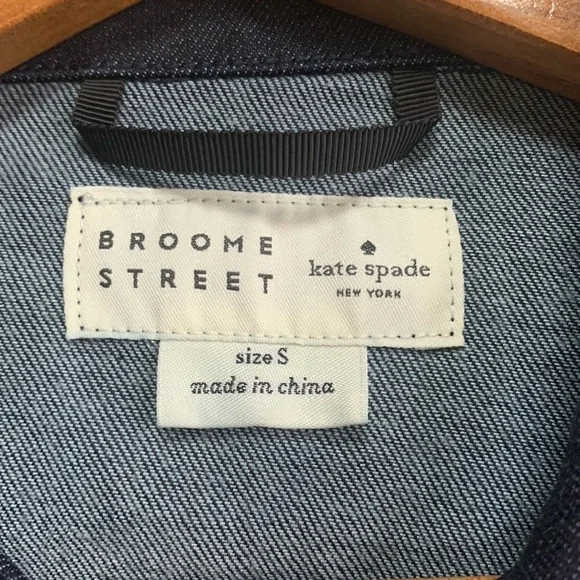 BROOME
STREET
kate spade
NEW YORK
size S
made in china